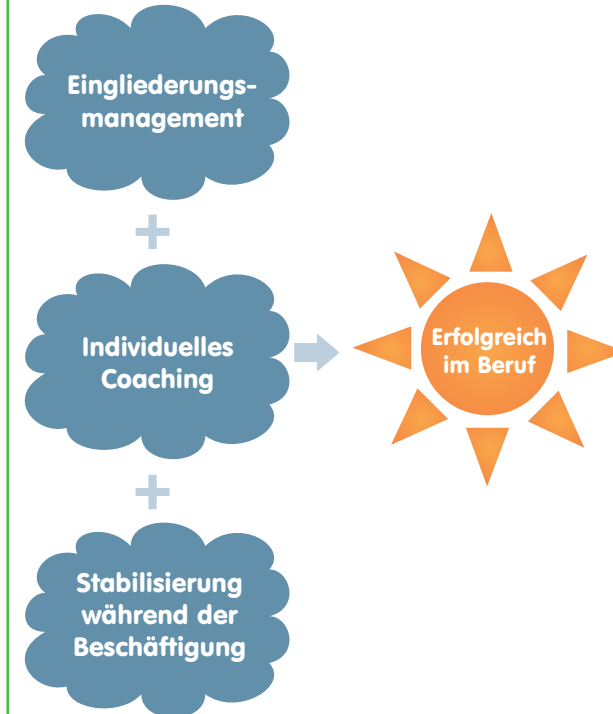 Eingliederungs-
management
+
Individuelles
Coaching
Erfolgreich
im Beruf
+
Stabilisierung
während der
Beschäftigung